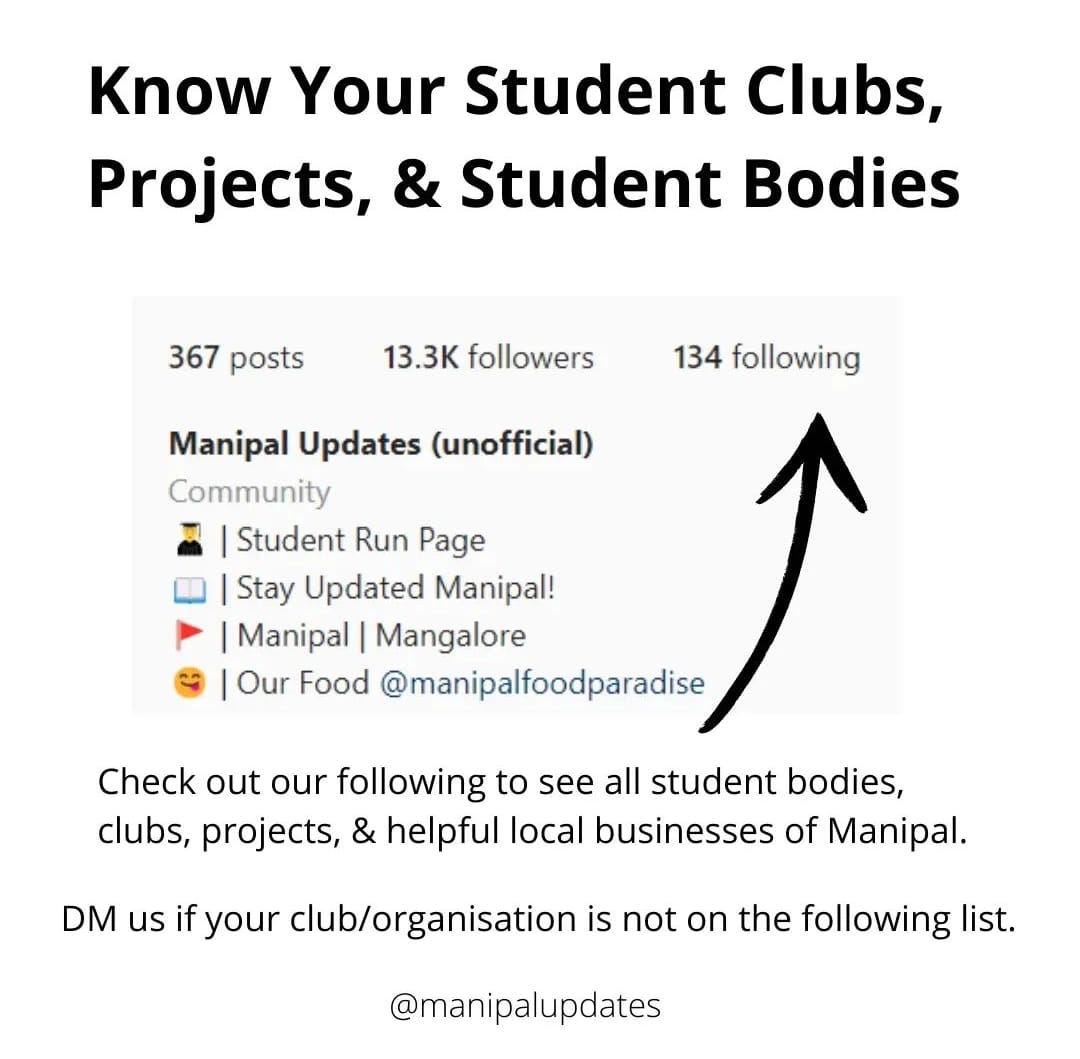 Know Your Student Clubs,
Projects, & Student Bodies
367 posts 13.3K followers 134 following
Manipal Updates (unofficial)
Community
👨‍🎓 | Student Run Page
📖 | Stay Updated Manipal!
🚩 | Manipal | Mangalore
😋 | Our Food @manipalfoodparadise
Check out our following to see all student bodies,
clubs, projects, & helpful local businesses of Manipal.
DM us if your club/organisation is not on the following list.
@manipalupdates